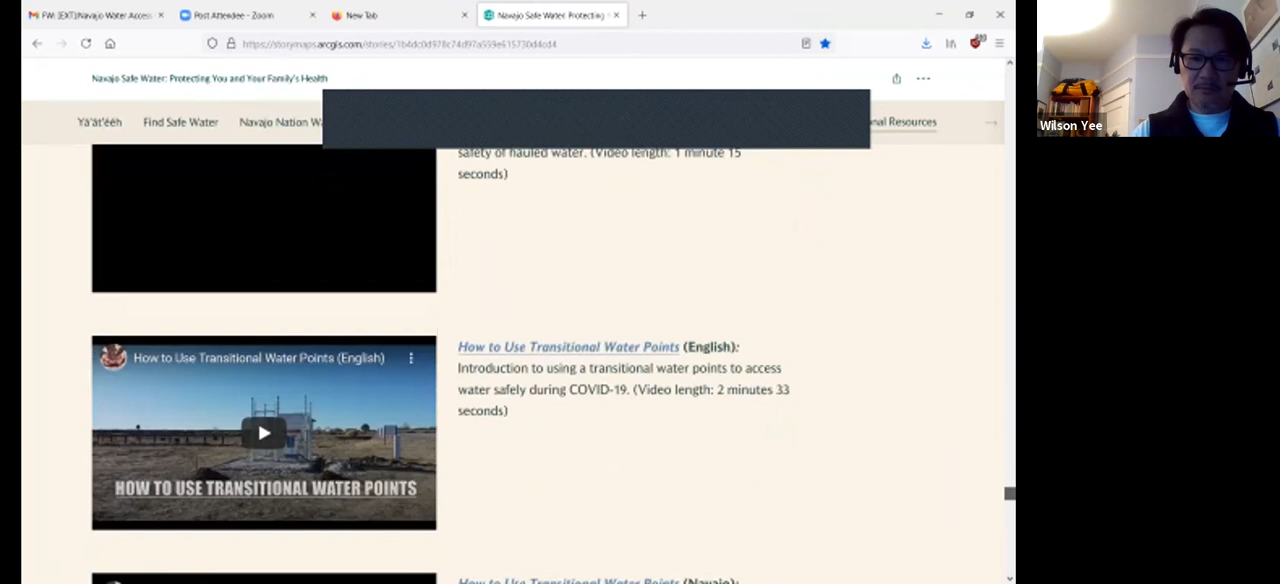 FW: [EXT]Navajo Water Access
Post Attendee - Zoom
New Tab
Navajo Safe Water: Protecting
https://storymaps.arcgis.com/stories/1b4dc0d978c74d97a559e615730d4cd4
Navajo Safe Water: Protecting You and Your Family's Health
Yá'át'ééh
Find Safe Water
Navajo Nation Wa
nal Resources
safety of hauled water. (Video length: 1 minute 15
seconds)
How to Use Transitional Water Points (English)
HOW TO USE TRANSITIONAL WATER POINTS
How to Use Transitional Water Points (English):
Introduction to using a transitional water points to access
water safely during COVID-19. (Video length: 2 minutes 33
seconds)
How to Use Transitional Water Points (Navajo):
Wilson Yee